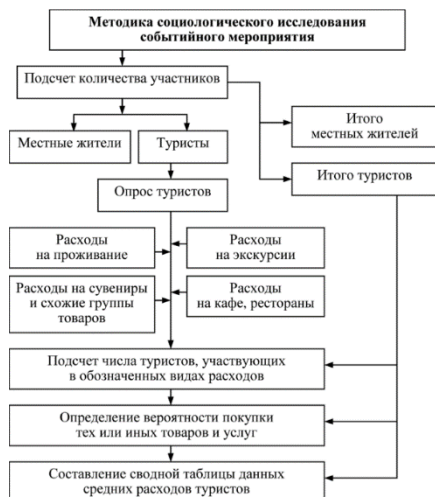 Методика социологического исследования
событийного мероприятия
Подсчет количества участников
Итого
местных жителей
Местные жители
Туристы
Итого туристов
Опрос туристов
Расходы
на проживание
Расходы
на экскурсии
Расходы на сувениры
и схожие группы
товаров
Расходы
на кафе, рестораны
Подсчет числа туристов, участвующих
в обозначенных видах расходов
Определение вероятности покупки
тех или иных товаров и услуг
Составление сводной таблицы данных
средних расходов туристов